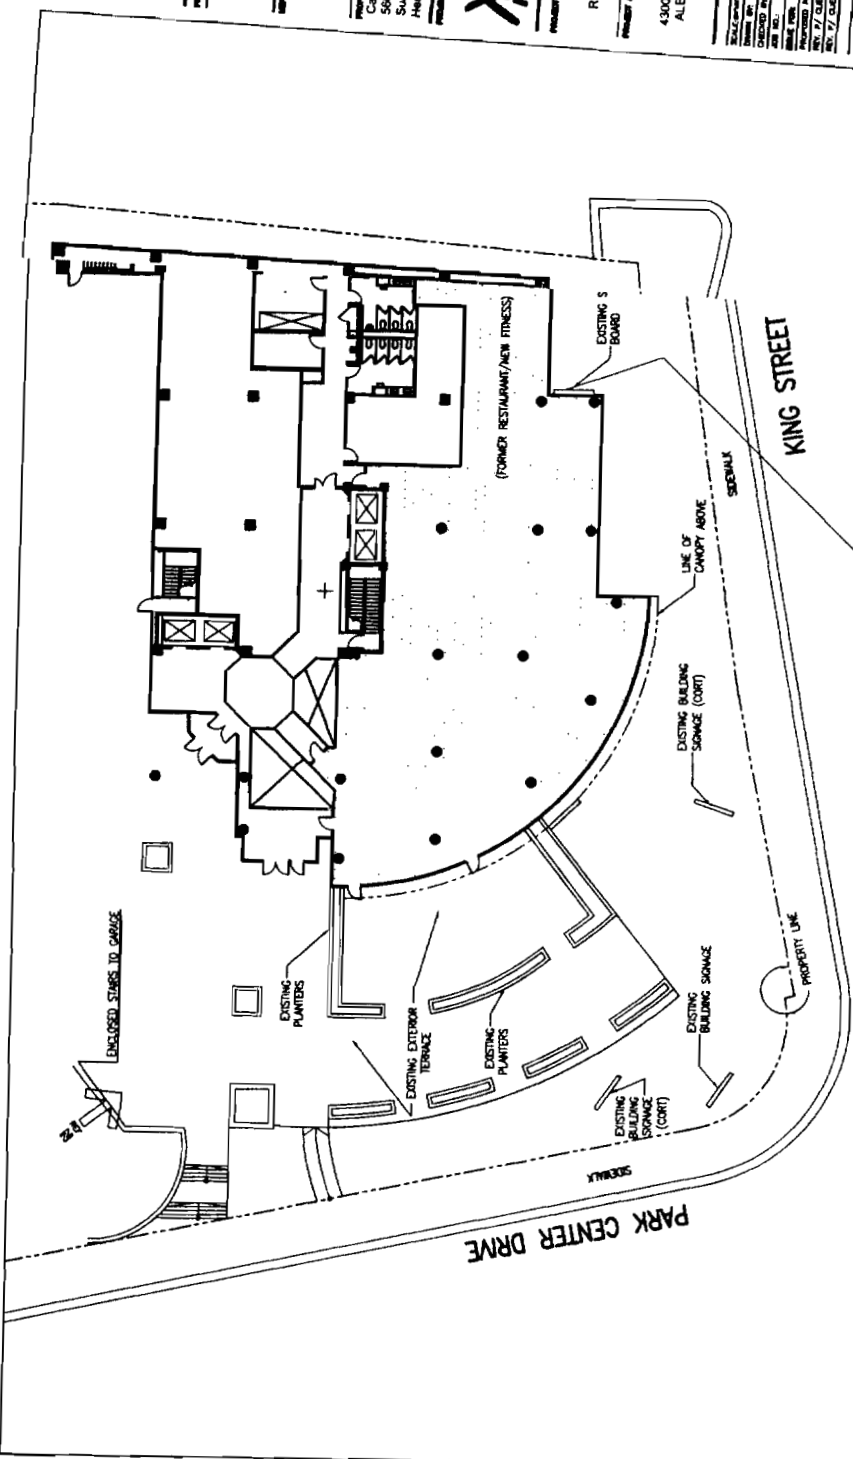 (FORMER RESTAURANT/NEW FITNESS)
EXISTING S
BOARD
KING STREET
SIDEWALK
LINE OF
CANOPY ABOVE
EXISTING BUILDING
SIGNAGE (CORT)
PROPERTY LINE
EXISTING
BUILDING SIGNAGE
EXISTING
BUILDING
SIGNAGE
(CORT)
ENCLOSED STAIRS TO GARAGE
EXISTING
PLANTERS
EXISTING EXTERIOR
TERRACE
EXISTING
PLANTERS
SIDEWALK
PARK CENTER DRIVE
4300